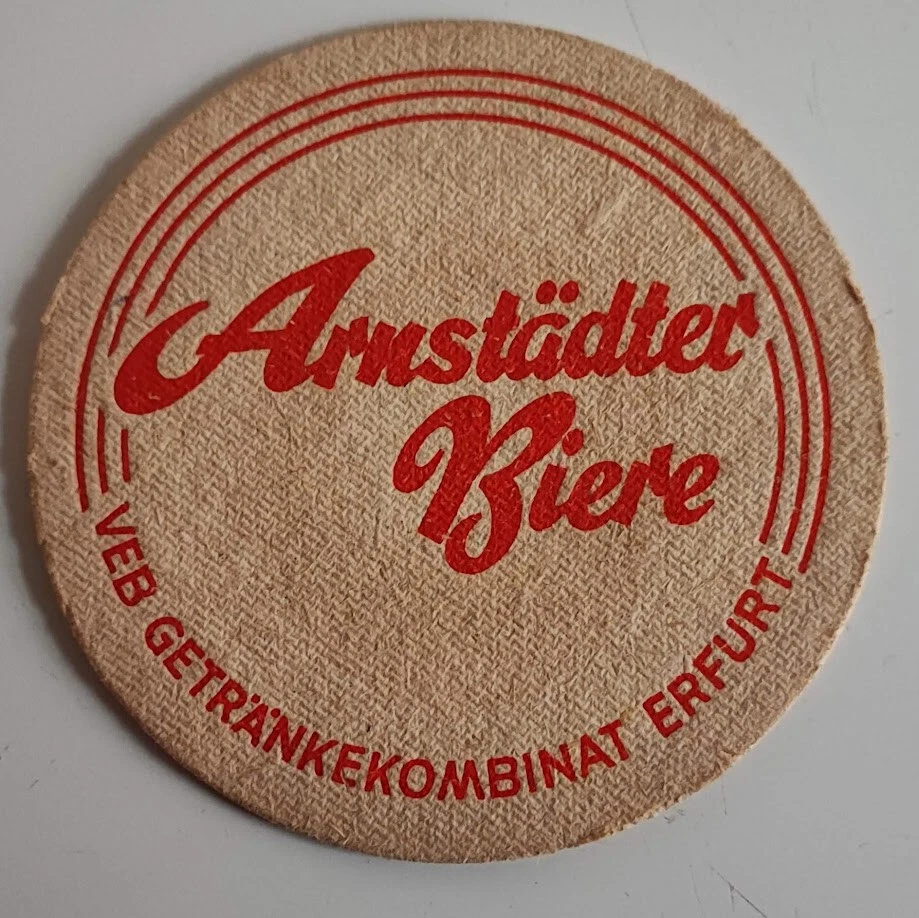 Arnstädter
Biere
VEB GETRÄNKEKOMBINAT ERFURT